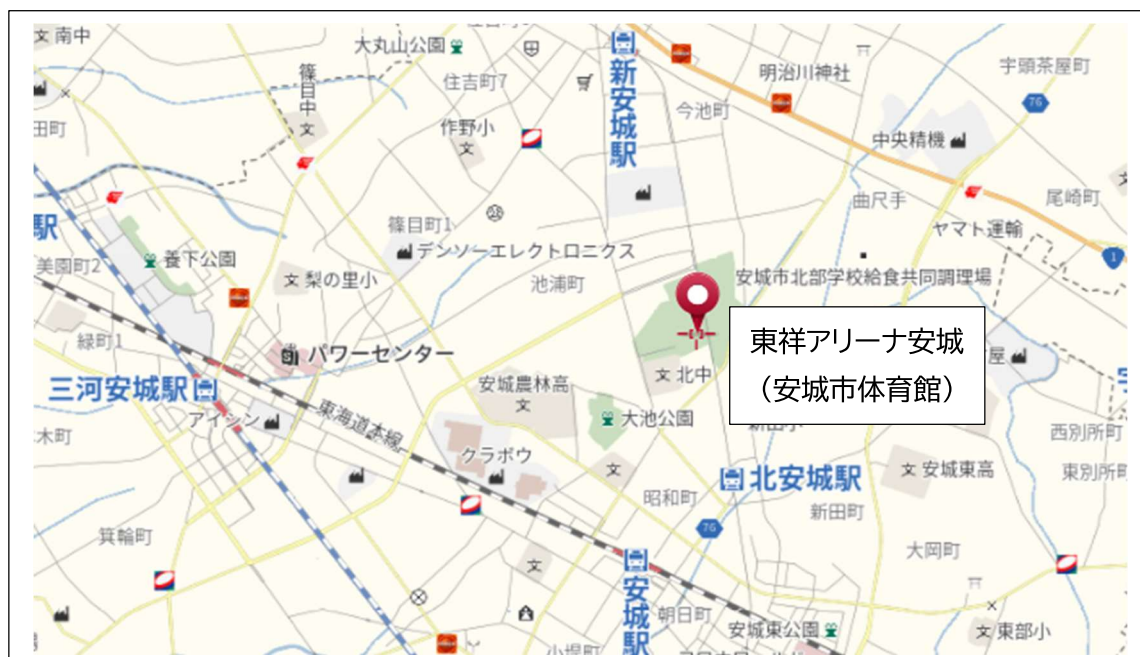 南中
大丸山公園
住吉町7
篠目中
作野小
新安城駅
明治川神社
宇頭茶屋町
76
今池町
中央精機
田町
尾崎町
曲尺手
ヤマト運輸
1
駅
美園町2
養下公園
篠目町1
デンソーエレクトロニクス
梨の里小
池浦町
安城市北部学校給食共同調理場
緑町1
パワーセンター
東祥アリーナ安城
（安城市体育館）
屋
三河安城駅
安城農林高
北中
アイシン
東海道本線
大池公園
木町
クラボウ
西別所町
北安城駅
安城東高
東別所町
昭和町
新田町
76
箕輪町
大岡町
安城駅
朝日町
安城東公園
東部小
小堤町